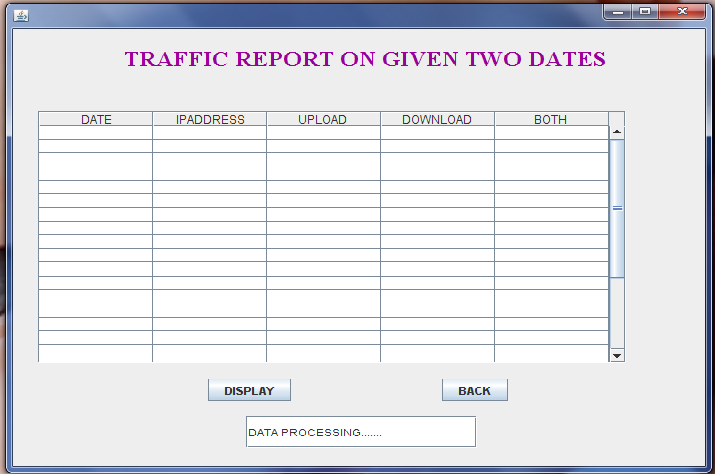 TRAFFIC REPORT ON GIVEN TWO DATES
DATE IPADDRESS UPLOAD DOWNLOAD BOTH
DISPLAY BACK
DATA PROCESSING.......